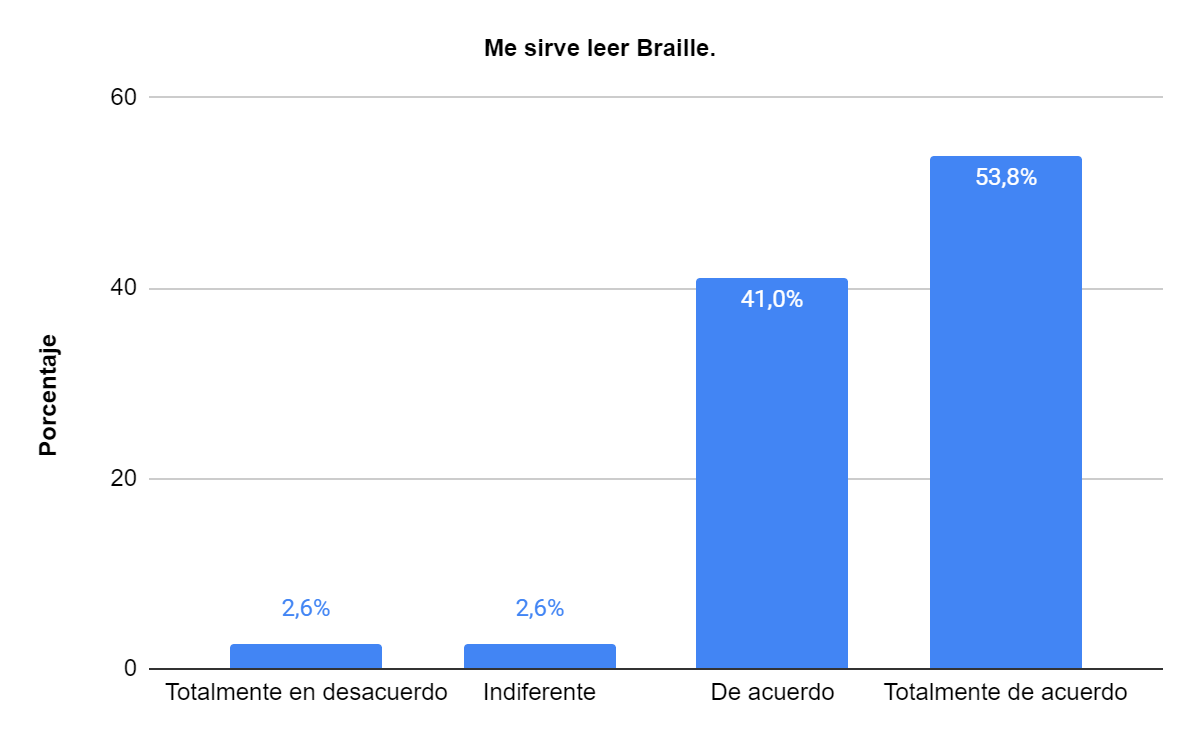 Me sirve leer Braille.
Porcentaje
60
40
20
0
2,6%
2,6%
41,0%
53,8%
Totalmente en desacuerdo
Indiferente
De acuerdo
Totalmente de acuerdo